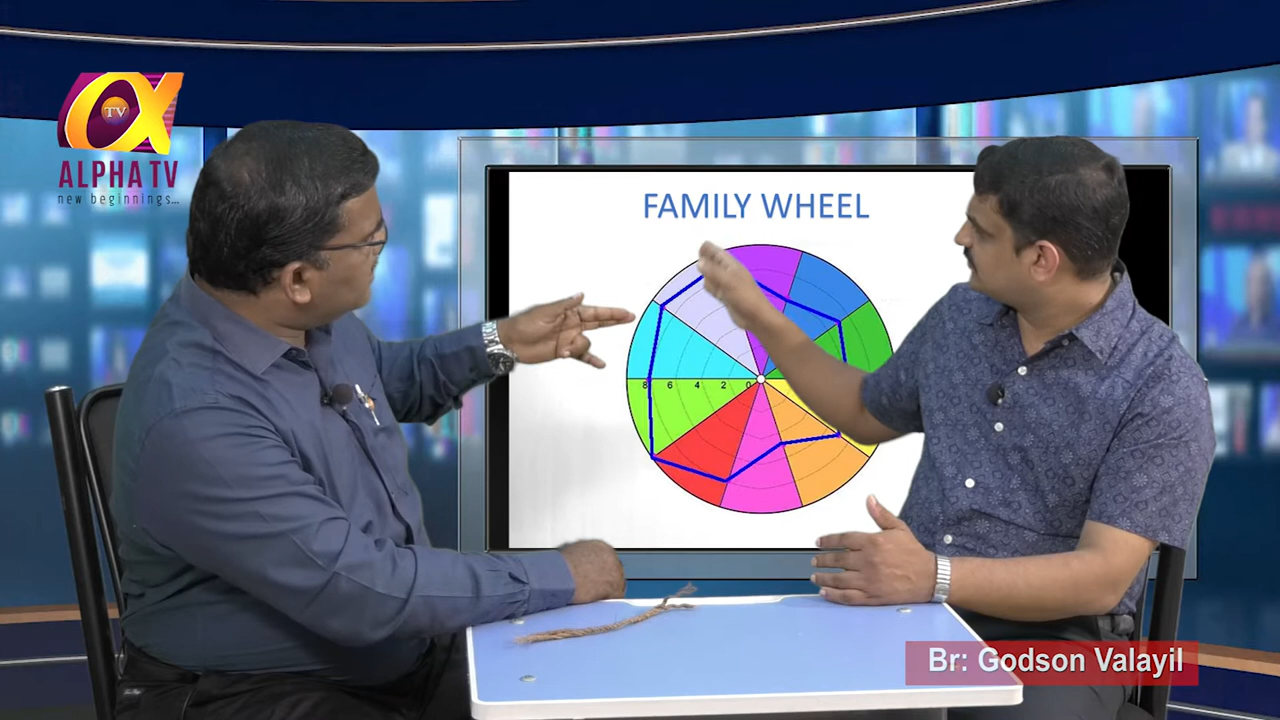 TV
ALPHA TV
new beginnings...
FAMILY WHEEL
8 6 4 2 0
Br: Godson Valayil